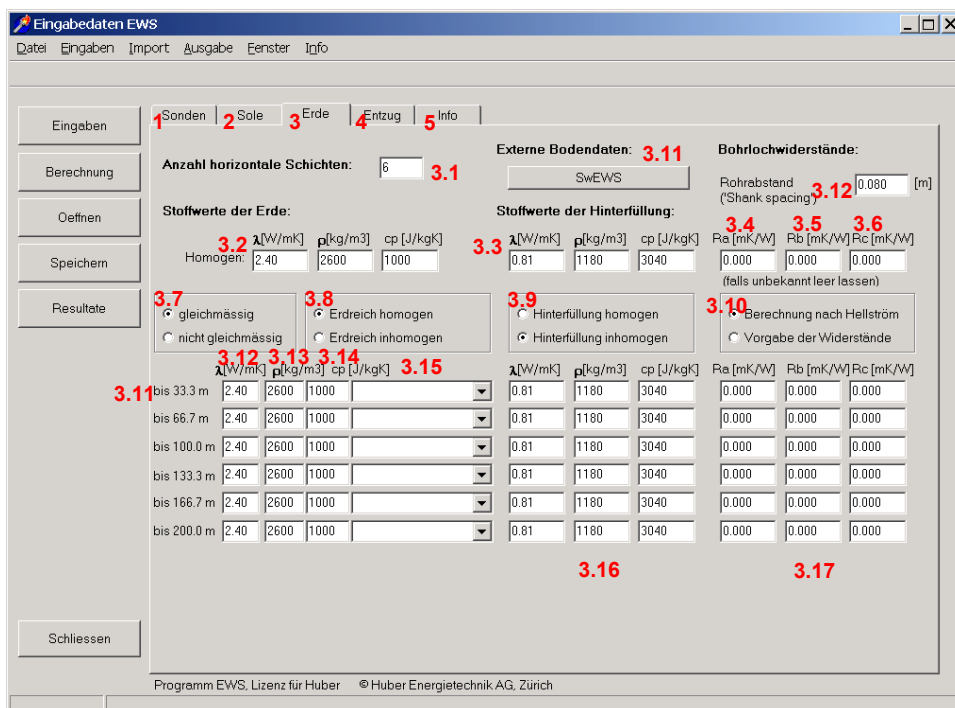 Eingabedaten EWS
Datei Eingaben Import Ausgabe Fenster Info
Eingaben
Berechnung
Oeffnen
Speichern
Resultate
Schliessen
1 Sonden 2 Sole 3 Erde 4 Entzug 5 Info
Anzahl horizontale Schichten: 6 3.1
Externe Bodendaten: 3.11
SwEWS
Bohrlochwiderstände:
Rohrabstand 3.12 0.080 [m]
('Shank spacing')
Stoffwerte der Erde:
Stoffwerte der Hinterfüllung:
3.2 λ[W/mK] ρ[kg/m3] cp [J/kgK]
Homogen: 2.40 2600 1000
3.3 λ[W/mK] ρ[kg/m3] cp [J/kgK]
0.81 1180 3040
3.4 3.5 3.6
Ra [mK/W] Rb [mK/W] Rc [mK/W]
0.000 0.000 0.000
(falls unbekannt leer lassen)
3.7 gleichmässig
nicht gleichmässig
3.8 Erdreich homogen
Erdreich inhomogen
3.9 Hinterfüllung homogen
Hinterfüllung inhomogen
3.10 Berechnung nach Hellström
Vorgabe der Widerstände
3.12 3.13 3.14 3.15
λ[W/mK] ρ[kg/m3] cp [J/kgK] λ[W/mK] ρ[kg/m3] cp [J/kgK] Ra [mK/W] Rb [mK/W] Rc [mK/W]
3.11 bis 33.3 m 2.40 2600 1000 0.81 1180 3040 0.000 0.000 0.000
bis 66.7 m 2.40 2600 1000 0.81 1180 3040 0.000 0.000 0.000
bis 100.0 m 2.40 2600 1000 0.81 1180 3040 0.000 0.000 0.000
bis 133.3 m 2.40 2600 1000 0.81 1180 3040 0.000 0.000 0.000
bis 166.7 m 2.40 2600 1000 0.81 1180 3040 0.000 0.000 0.000
bis 200.0 m 2.40 2600 1000 0.81 1180 3040 0.000 0.000 0.000
3.16 3.17
Programm EWS, Lizenz für Huber © Huber Energietechnik AG, Zürich